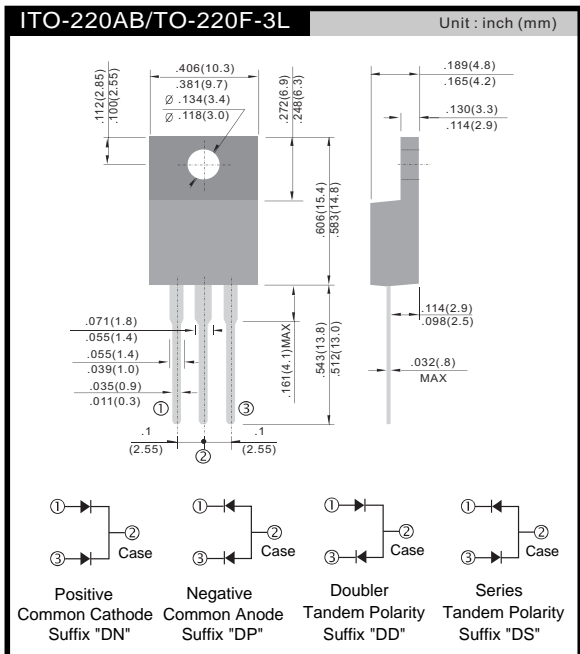 ITO-220AB/TO-220F-3L
Unit : inch (mm)
.406(10.3)
.381(9.7)
Ø .134(3.4)
Ø .118(3.0)
.112(2.85)
.100(2.55)
.272(6.9)
.248(6.3)
.189(4.8)
.165(4.2)
.130(3.3)
.114(2.9)
.606(15.4)
.583(14.8)
.071(1.8)
.055(1.4)
.055(1.4)
.039(1.0)
.035(0.9)
.011(0.3)
.161(4.1)MAX
.543(13.8)
.512(13.0)
.114(2.9)
.098(2.5)
.032(.8)
MAX
① ③
.1
(2.55)
②
.1
(2.55)
① ② ③ Case
① ② ③ Case
① ② ③ Case
① ② ③ Case
Positive
Common Cathode
Suffix "DN"
Negative
Common Anode
Suffix "DP"
Doubler
Tandem Polarity
Suffix "DD"
Series
Tandem Polarity
Suffix "DS"